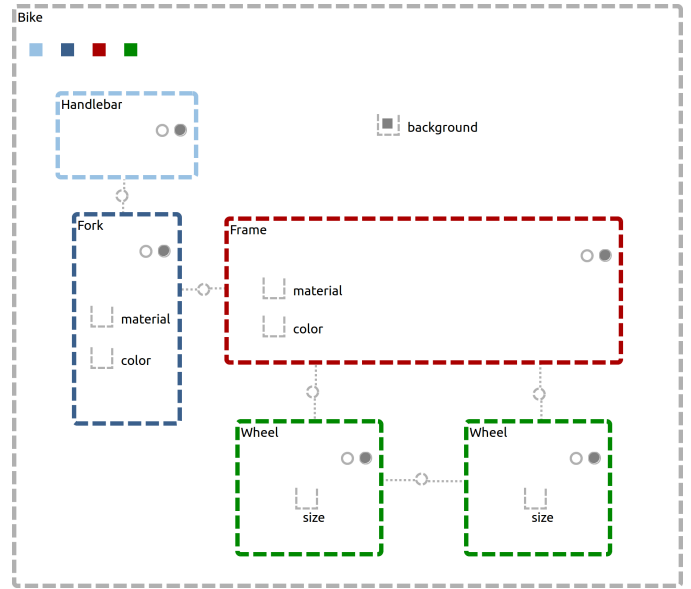 Bike
Handlebar
background
Fork
Frame
material
material
color
color
Wheel
Wheel
size
size